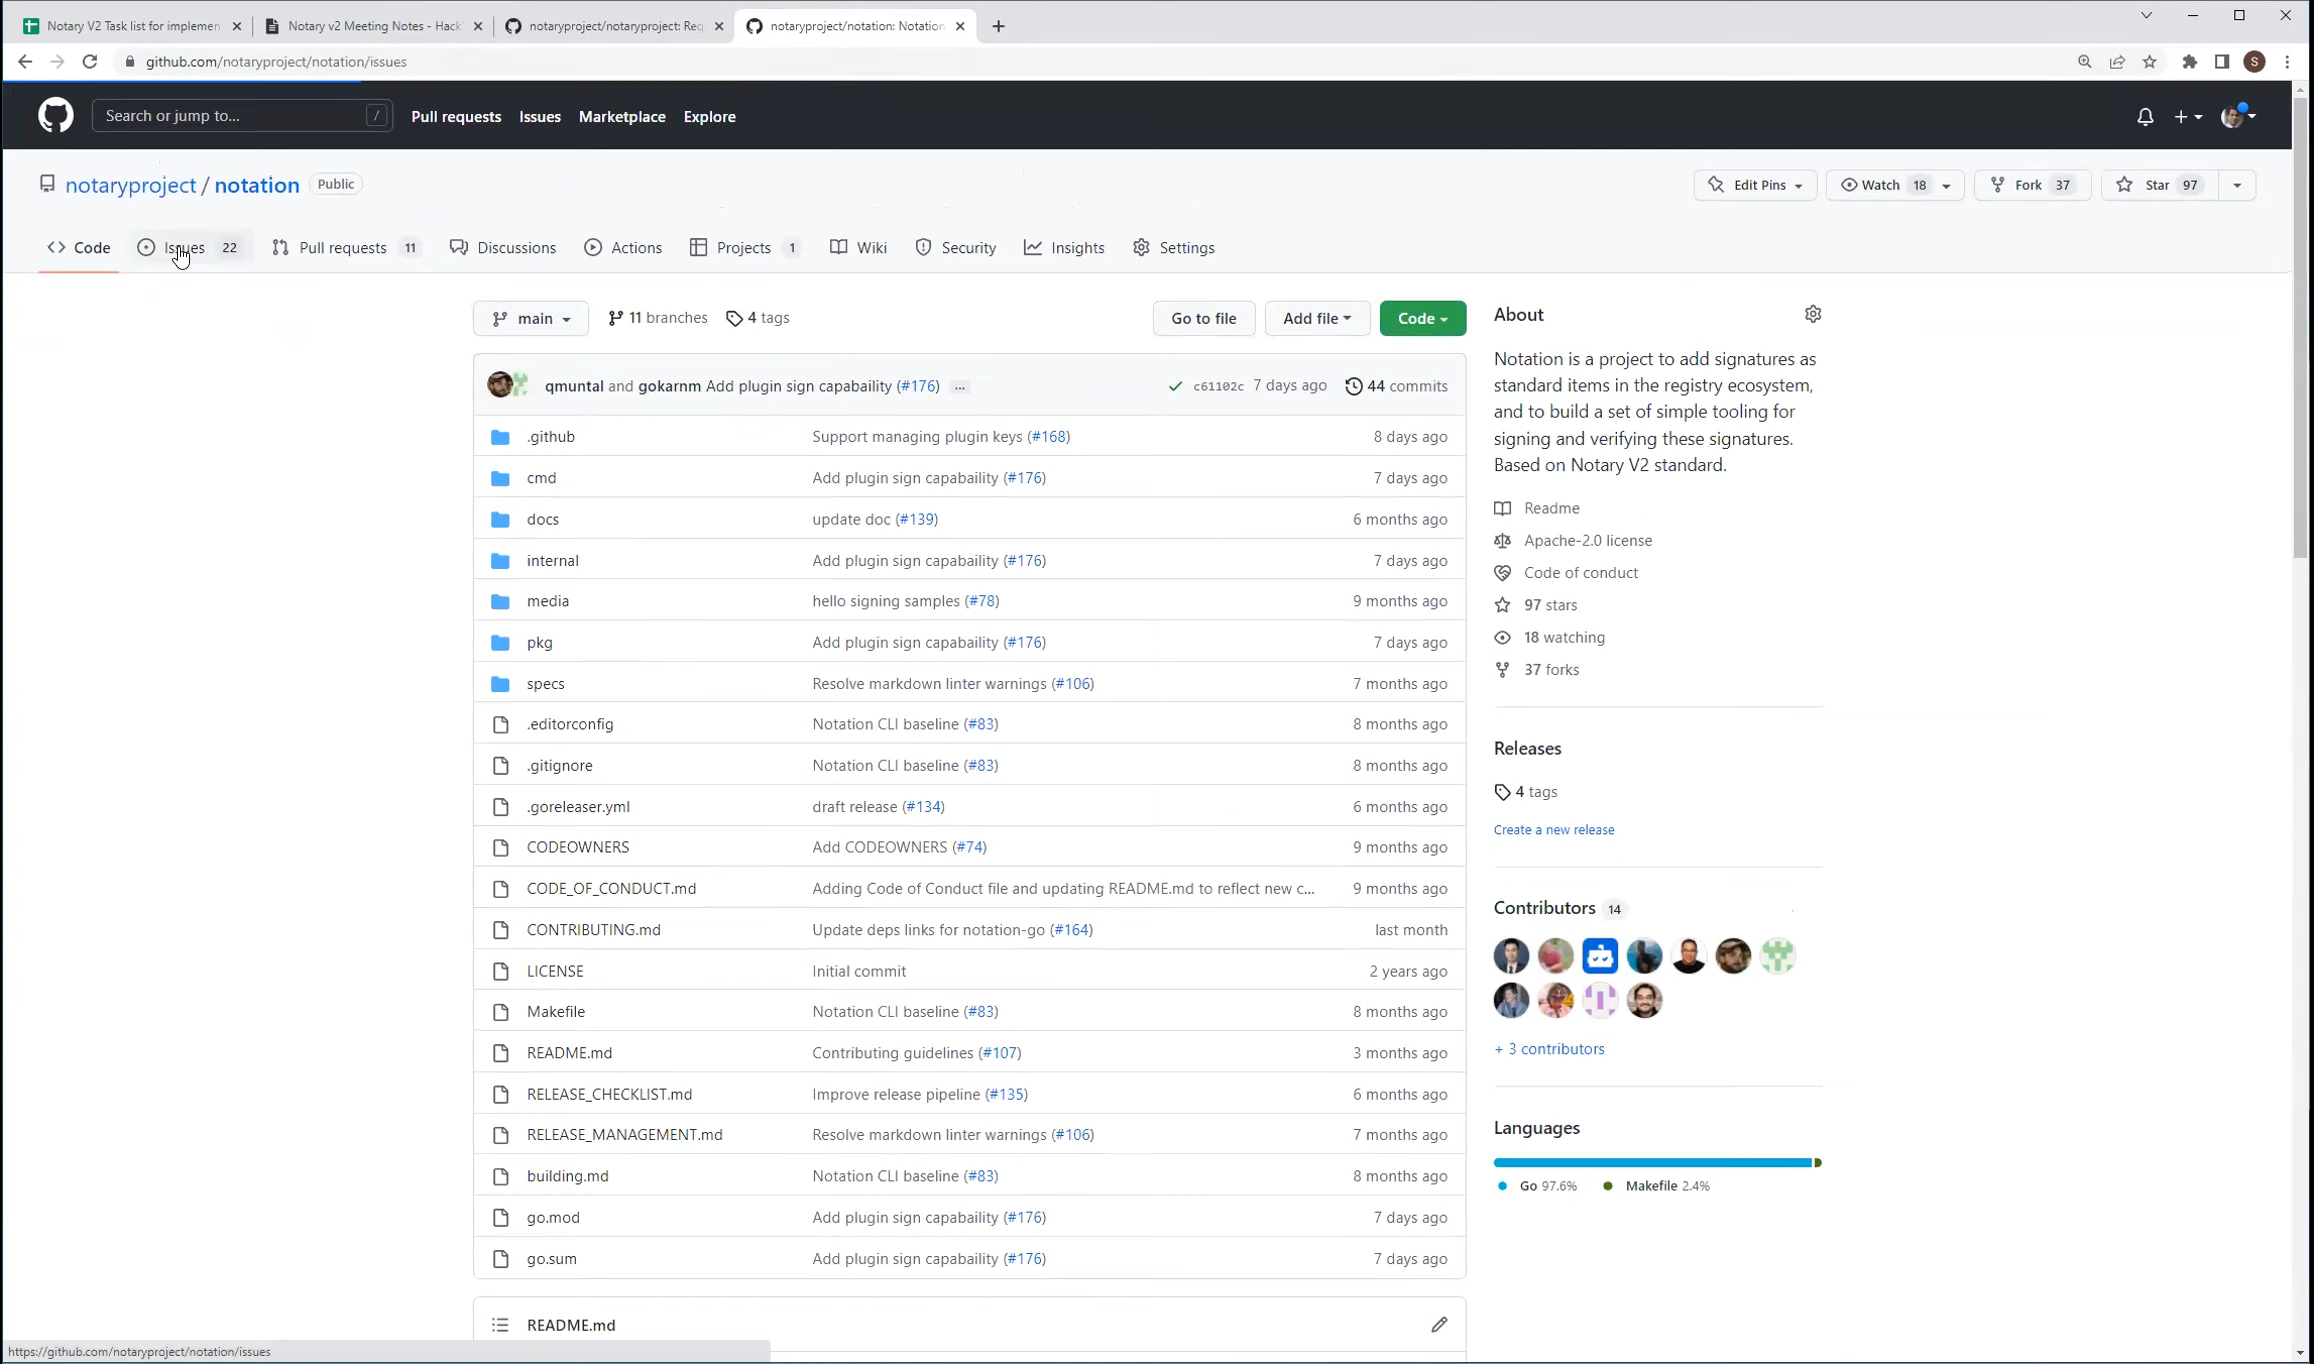 Notary V2 Task list for implemen
Notary v2 Meeting Notes - Hack
notaryproject/notaryproject: Req
notaryproject/notation: Notation
github.com/notaryproject/notation/issues
S
Search or jump to... /
Pull requests Issues Marketplace Explore
notaryproject / notation Public
Edit Pins Watch 18 Fork 37 Star 97
Code Issues 22 Pull requests 11 Discussions Actions Projects 1 Wiki Security Insights Settings
main 11 branches 4 tags Go to file Add file Code
qmuntal and gokarnm Add plugin sign capabaility (#176) ... c61102c 7 days ago 44 commits
.github Support managing plugin keys (#168) 8 days ago
cmd Add plugin sign capabaility (#176) 7 days ago
docs update doc (#139) 6 months ago
internal Add plugin sign capabaility (#176) 7 days ago
media hello signing samples (#78) 9 months ago
pkg Add plugin sign capabaility (#176) 7 days ago
specs Resolve markdown linter warnings (#106) 7 months ago
.editorconfig Notation CLI baseline (#83) 8 months ago
.gitignore Notation CLI baseline (#83) 8 months ago
.goreleaser.yml draft release (#134) 6 months ago
CODEOWNERS Add CODEOWNERS (#74) 9 months ago
CODE_OF_CONDUCT.md Adding Code of Conduct file and updating README.md to reflect new c... 9 months ago
CONTRIBUTING.md Update deps links for notation-go (#164) last month
LICENSE Initial commit 2 years ago
Makefile Notation CLI baseline (#83) 8 months ago
README.md Contributing guidelines (#107) 3 months ago
RELEASE_CHECKLIST.md Improve release pipeline (#135) 6 months ago
RELEASE_MANAGEMENT.md Resolve markdown linter warnings (#106) 7 months ago
building.md Notation CLI baseline (#83) 8 months ago
go.mod Add plugin sign capabaility (#176) 7 days ago
go.sum Add plugin sign capabaility (#176) 7 days ago
README.md
About
Notation is a project to add signatures as
standard items in the registry ecosystem,
and to build a set of simple tooling for
signing and verifying these signatures.
Based on Notary V2 standard.
Readme
Apache-2.0 license
Code of conduct
97 stars
18 watching
37 forks
Releases
4 tags
Create a new release
Contributors 14
+ 3 contributors
Languages
Go 97.6% Makefile 2.4%
https://github.com/notaryproject/notation/issues